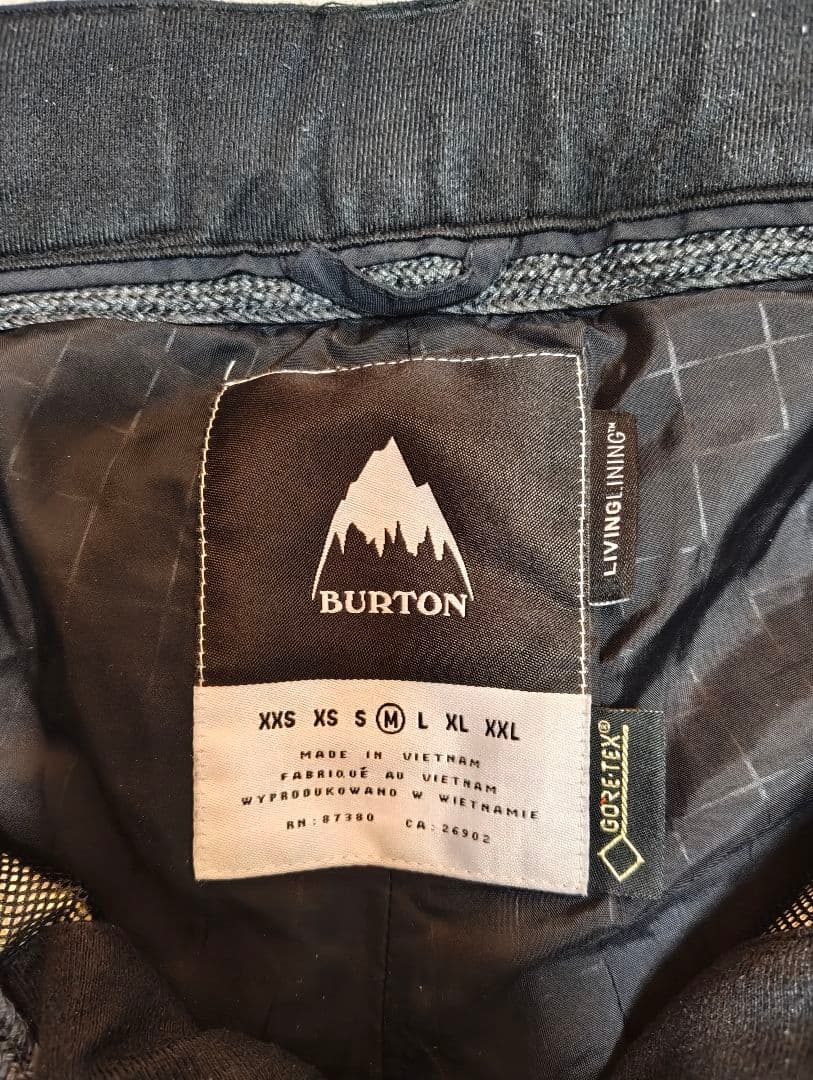 BURTON
XXS XS S M L XL XXL
MADE IN VIETNAM
FABRIQUÉ AU VIETNAM
WYPRODUKOWANO W WIETNAMIE
RN:87380 CA:26902
LIVINGLINING™
GORE-TEX®